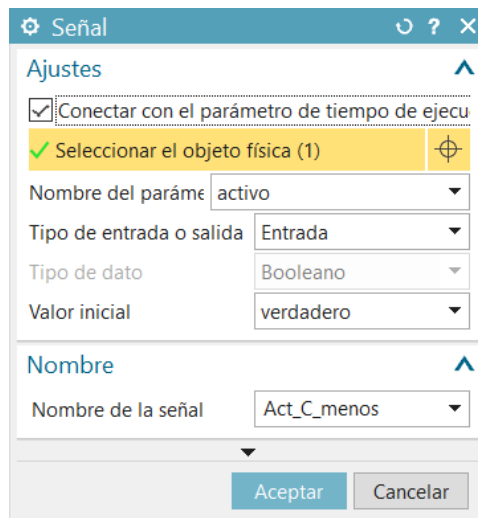 Señal
Ajustes
Conectar con el parámetro de tiempo de ejecu
Seleccionar el objeto física (1)
Nombre del paráme activo
Tipo de entrada o salida Entrada
Tipo de dato Booleano
Valor inicial verdadero
Nombre
Nombre de la señal Act_C_menos
Aceptar Cancelar